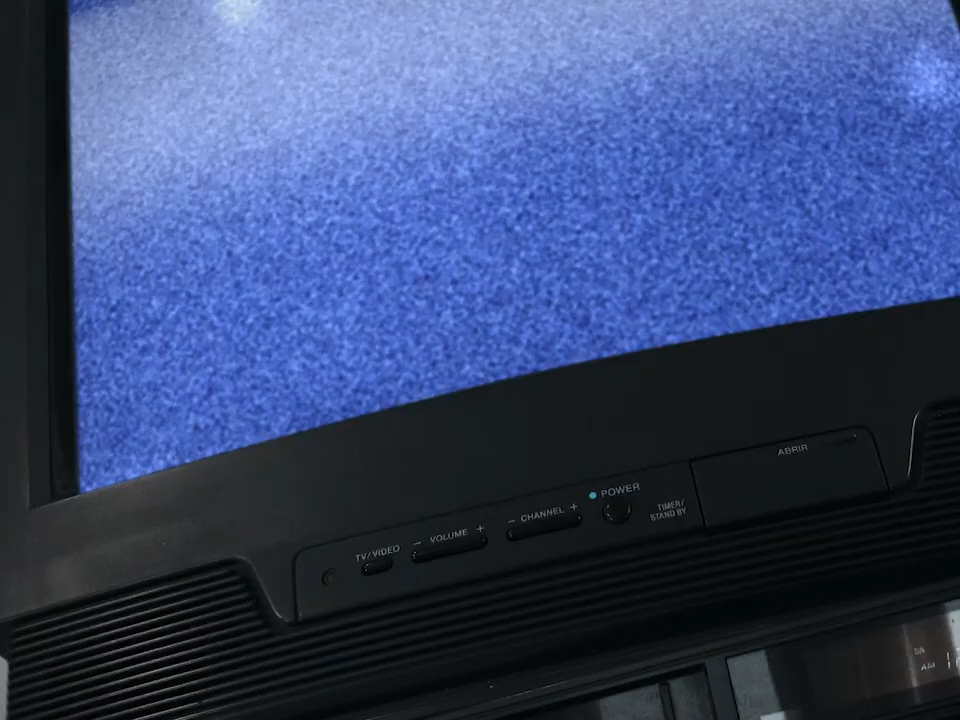 TV/VIDEO
− VOLUME +
− CHANNEL +
POWER
TIMER/
STAND BY
ABRIR
AM